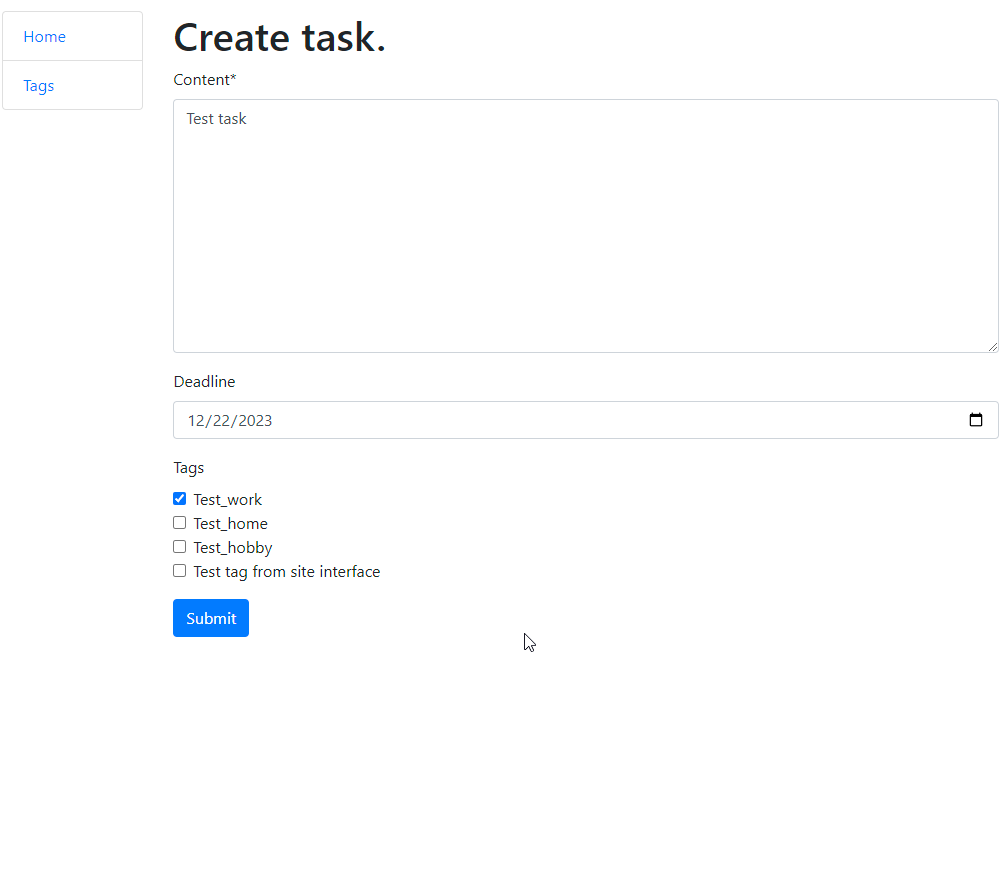 Home
Tags
Create task.
Content*
Test task
Deadline
12/22/2023
Tags
Test_work
Test_home
Test_hobby
Test tag from site interface
Submit